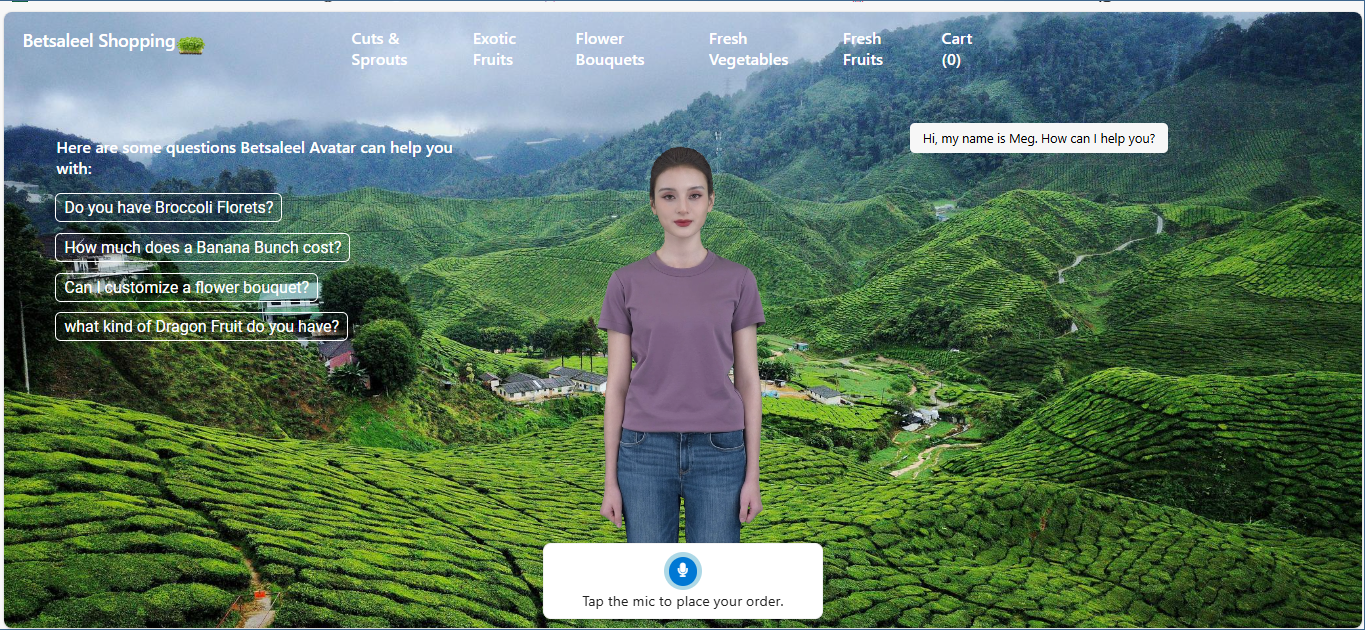 Betsaleel Shopping
Cuts &
Sprouts
Exotic
Fruits
Flower
Bouquets
Fresh
Vegetables
Fresh
Fruits
Cart
(0)
Here are some questions Betsaleel Avatar can help you
with:
Do you have Broccoli Florets?
How much does a Banana Bunch cost?
Can I customize a flower bouquet?
what kind of Dragon Fruit do you have?
Hi, my name is Meg. How can I help you?
Tap the mic to place your order.